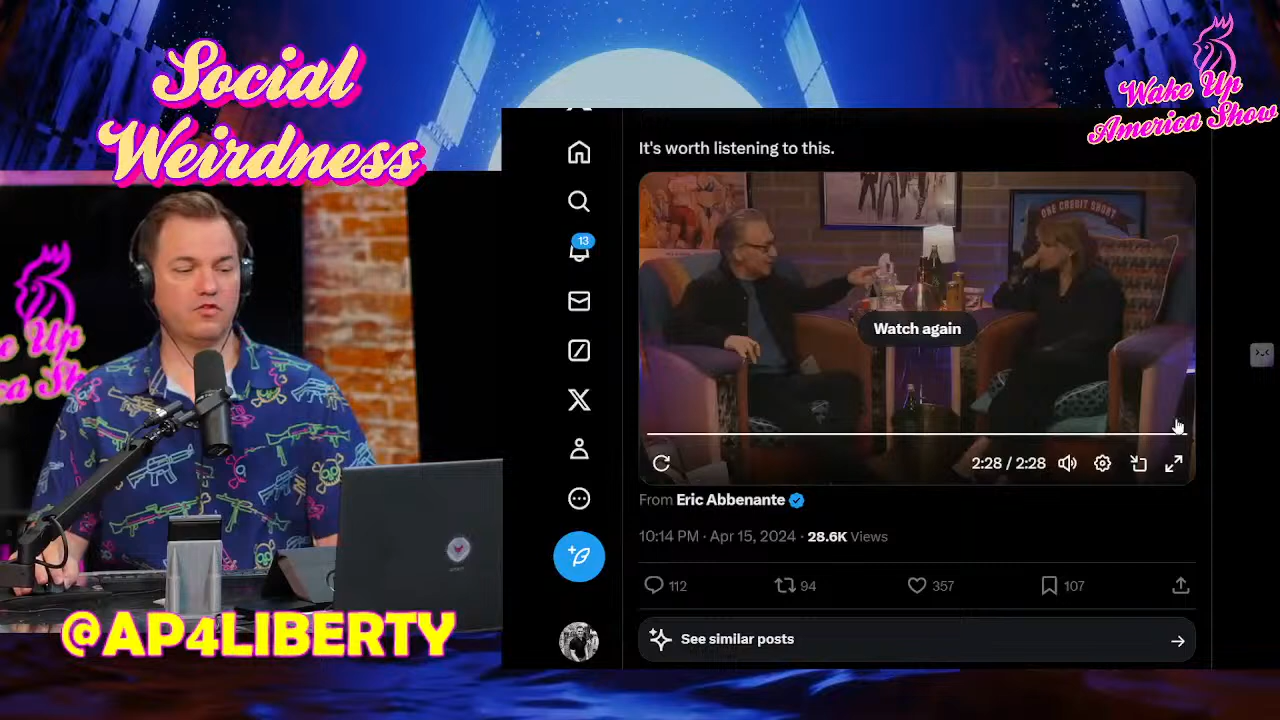 Social
Weirdness
Wake Up
America Show
It's worth listening to this.
13
ONE CREDIT SHORT
Watch again
2:28 / 2:28
From Eric Abbenante
10:14 PM · Apr 15, 2024 · 28.6K Views
112
94
357
107
See similar posts
@AP4LIBERTY